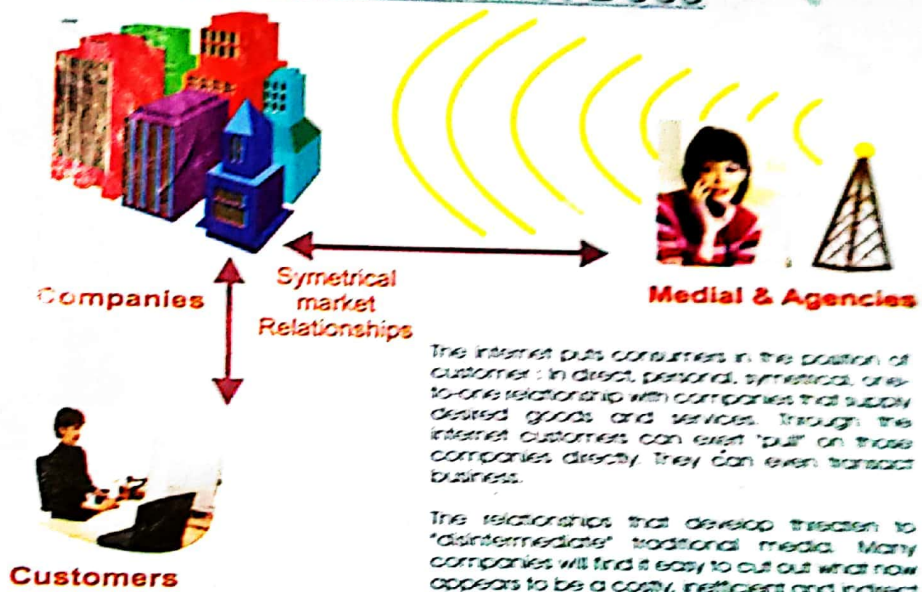 Companies
Symetrical
market
Relationships
Medial & Agencies
The internet puts consumers in the position of
customer : in direct, personal, symetrical, one-
to-one relationship with companies that supply
desired goods and services. Through the
internet customers can exert "pull" on those
companies directly. They can even transact
business.
The relationships that develop threaten to
"disintermediate" traditional media. Many
companies will find it easy to cut out what now
appears to be a costly, inefficient and indirect
Customers